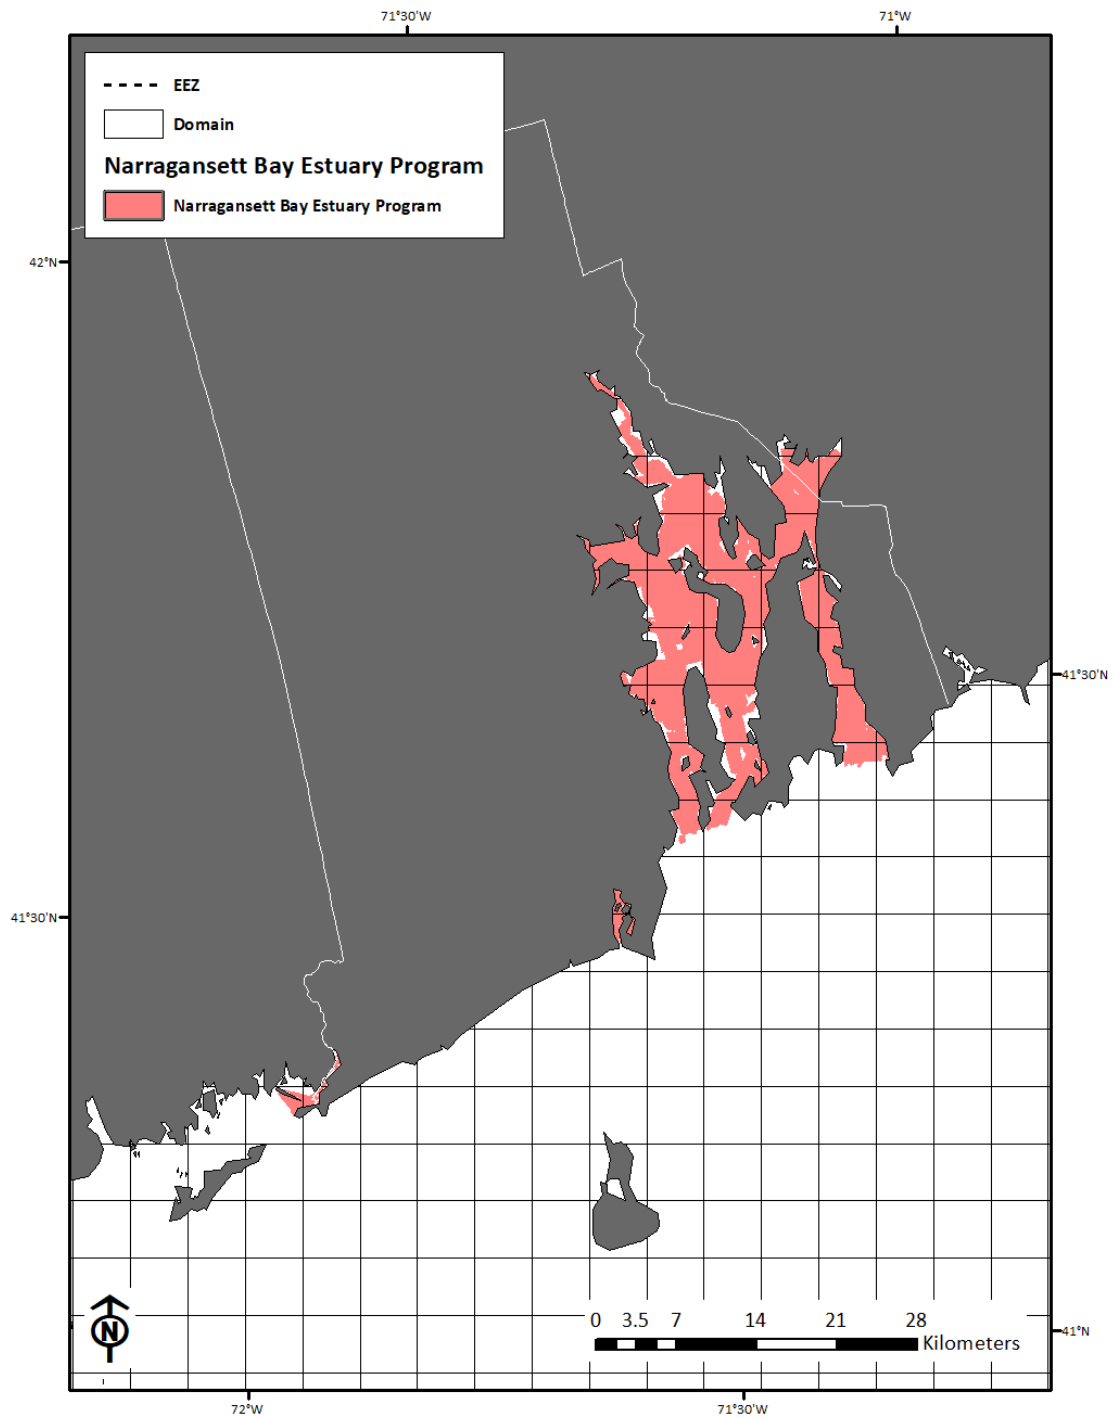 71°30'W 71°W
EEZ
Domain
Narragansett Bay Estuary Program
Narragansett Bay Estuary Program
42°N
41°30'N
41°30'N
N
0 3.5 7 14 21 28
Kilometers
41°N
72°W 71°30'W